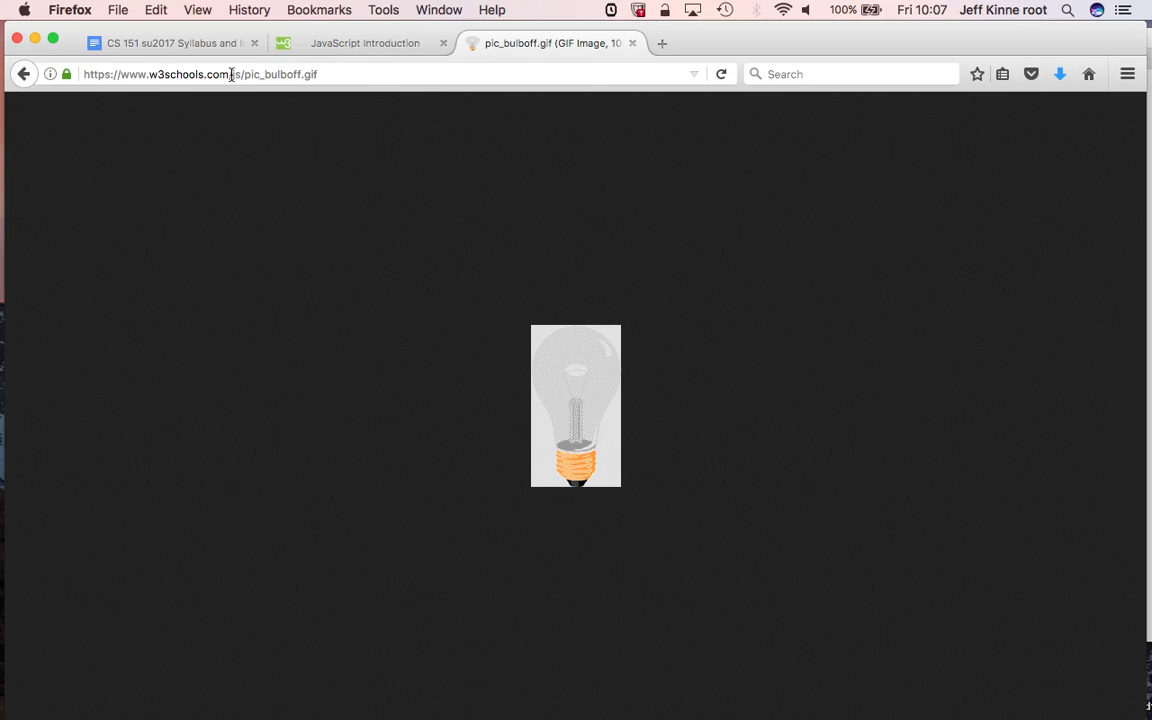 Firefox File Edit View History Bookmarks Tools Window Help 100% Fri 10:07 Jeff Kinne root
CS 151 su2017 Syllabus and I
JavaScript Introduction
pic_bulboff.gif (GIF Image, 10
https://www.w3schools.com/js/pic_bulboff.gif
Search